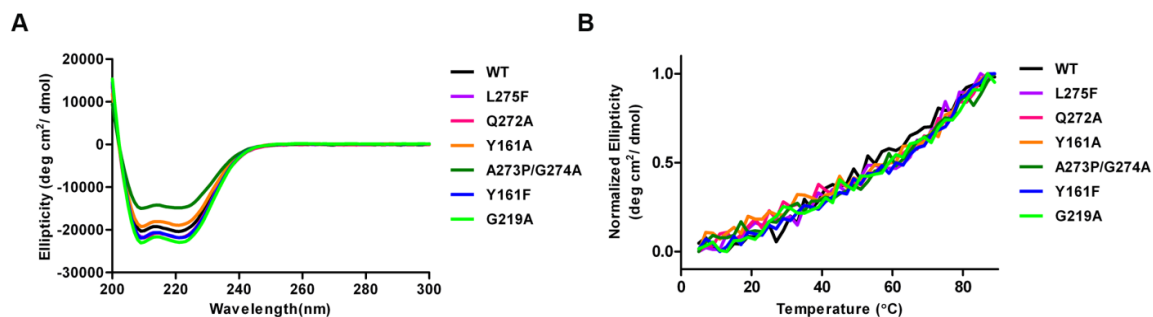 A
Ellipticity (deg cm²/ dmol)
20000
10000
0
-10000
-20000
-30000
200
220
240
260
280
300
Wavelength(nm)
WT
L275F
Q272A
Y161A
A273P/G274A
Y161F
G219A
B
Normalized Ellipticity
(deg cm²/ dmol)
1.0
0.5
0.0
0
20
40
60
80
Temperature (°C)
WT
L275F
Q272A
Y161A
A273P/G274A
Y161F
G219A